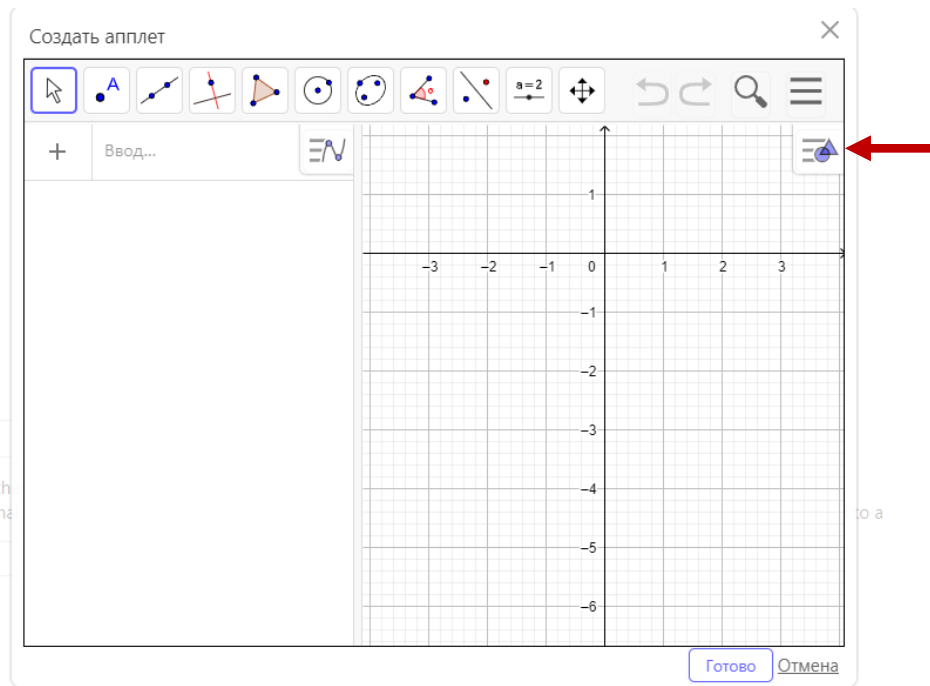 Создать апплет
A
a=2
+ Ввод...
1
-3 -2 -1 0 1 2 3
-1
-2
-3
-4
-5
-6
to a
Готово Отмена